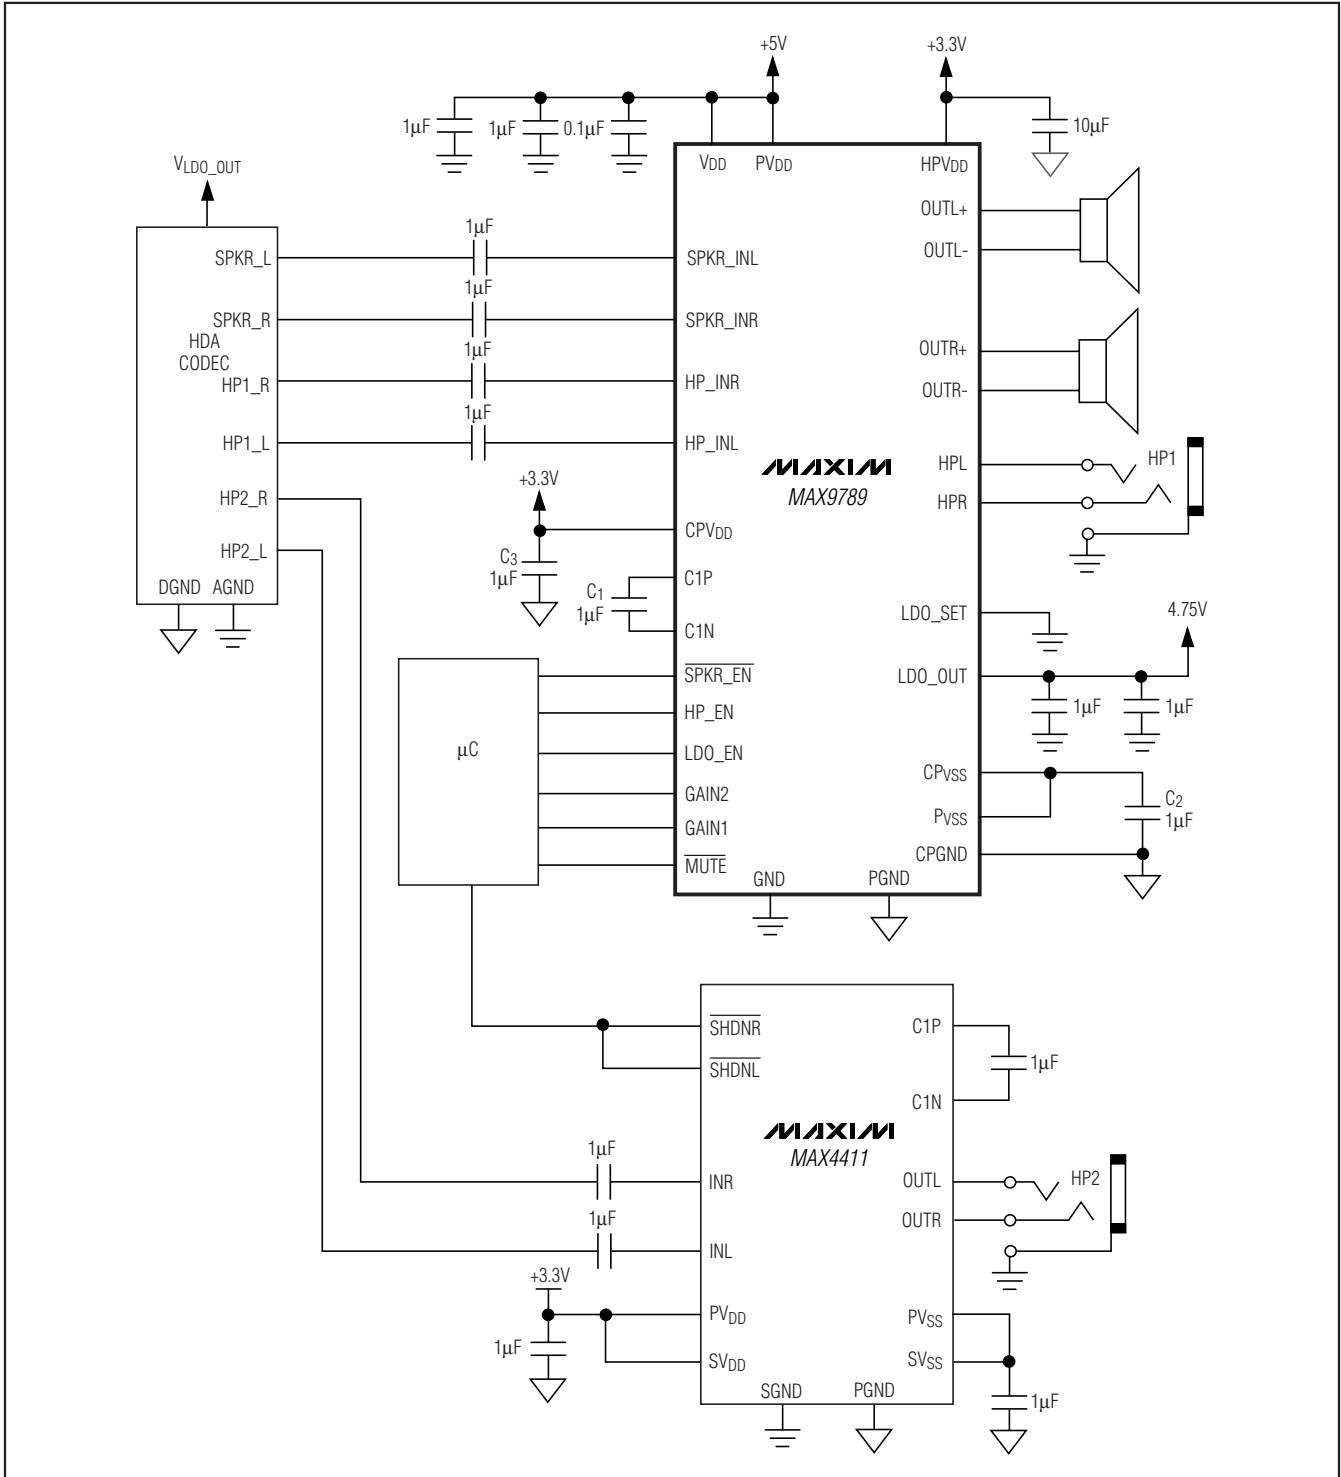 +5V
+3.3V
1µF
1µF
0.1µF
10µF
VDD
PVDD
HPVDD
VLDO_OUT
SPKR_L
SPKR_R
HDA
CODEC
HP1_R
HP1_L
HP2_R
HP2_L
DGND
AGND
1µF
1µF
1µF
1µF
SPKR_INL
SPKR_INR
HP_INR
HP_INL
+3.3V
C3
1µF
CPVDD
C1
1µF
C1P
C1N
OUTL+
OUTL-
OUTR+
OUTR-
MAXIM
MAX9789
HPL
HPR
HP1
LDO_SET
4.75V
LDO_OUT
1µF
1µF
µC
SPKR_EN
HP_EN
LDO_EN
GAIN2
GAIN1
MUTE
CPVSS
PVSS
C2
1µF
CPGND
GND
PGND
SHDNR
SHDNL
C1P
1µF
C1N
MAXIM
MAX4411
1µF
INR
1µF
INL
OUTL
OUTR
HP2
+3.3V
1µF
PVDD
SVDD
PVSS
SVSS
1µF
SGND
PGND